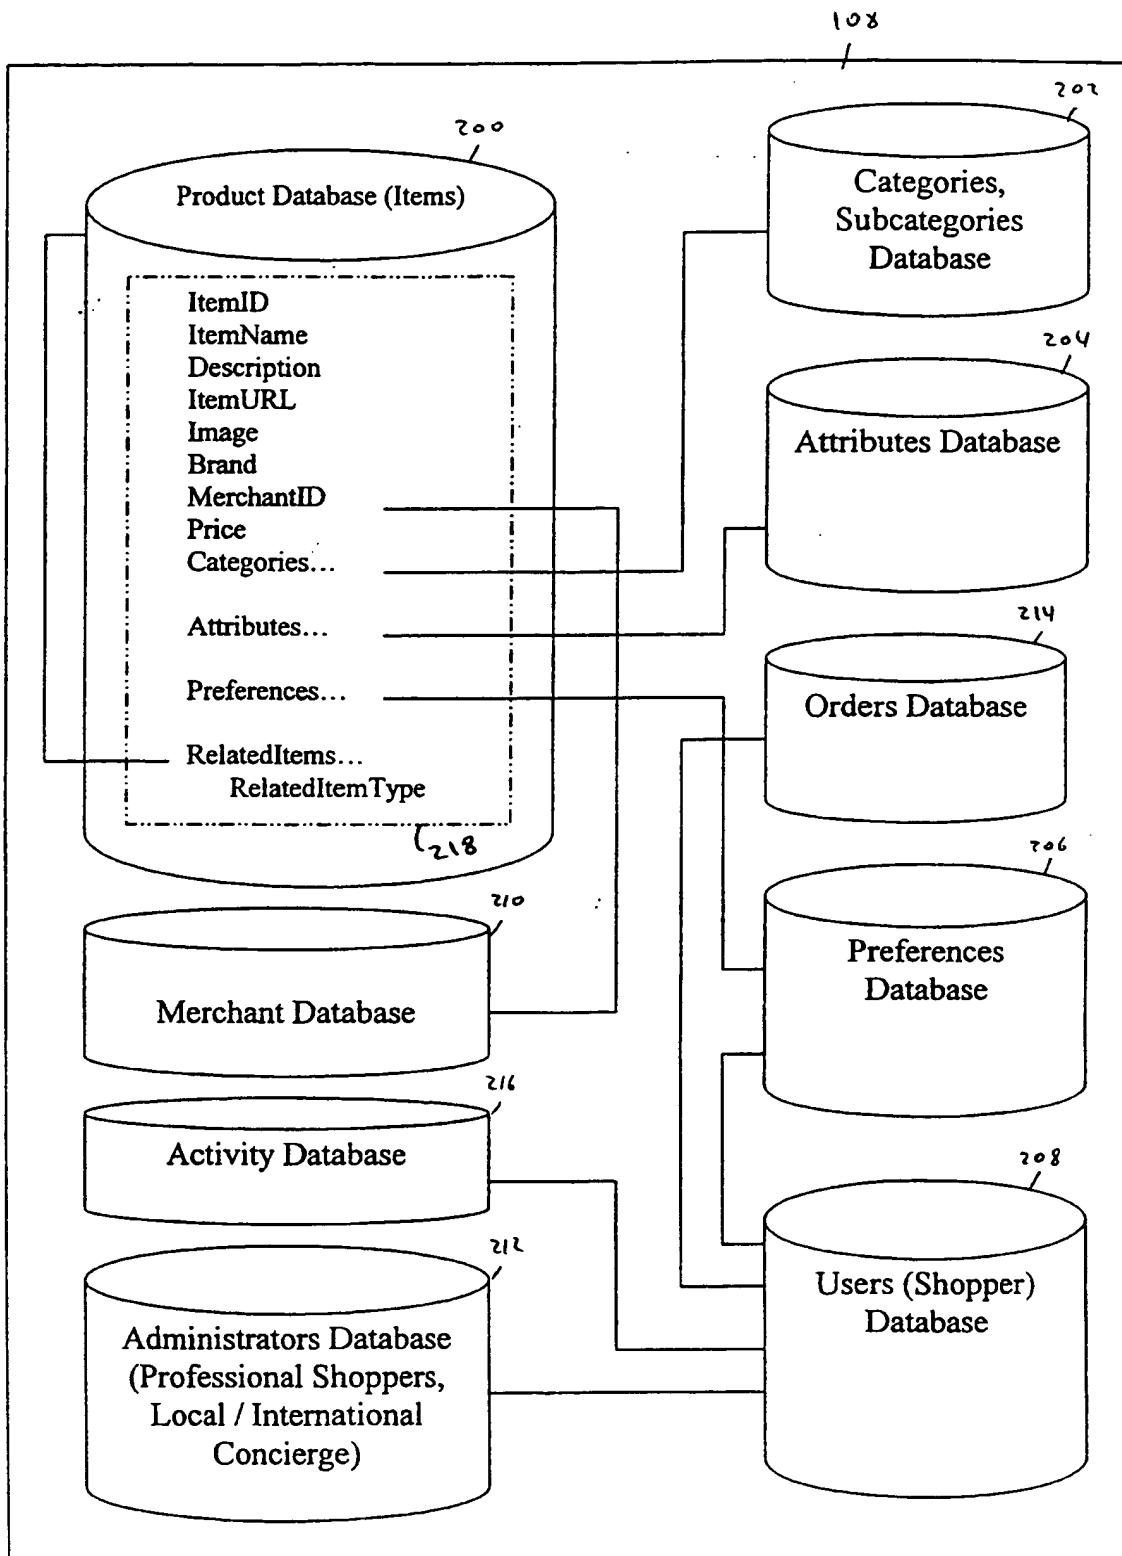 108
200
Product Database (Items)
ItemID
ItemName
Description
ItemURL
Image
Brand
MerchantID
Price
Categories...
Attributes...
Preferences...
RelatedItems...
RelatedItemType
218
202
Categories,
Subcategories
Database
204
Attributes Database
214
Orders Database
206
Preferences
Database
210
Merchant Database
216
Activity Database
212
Administrators Database
(Professional Shoppers,
Local / International
Concierge)
208
Users (Shopper)
Database